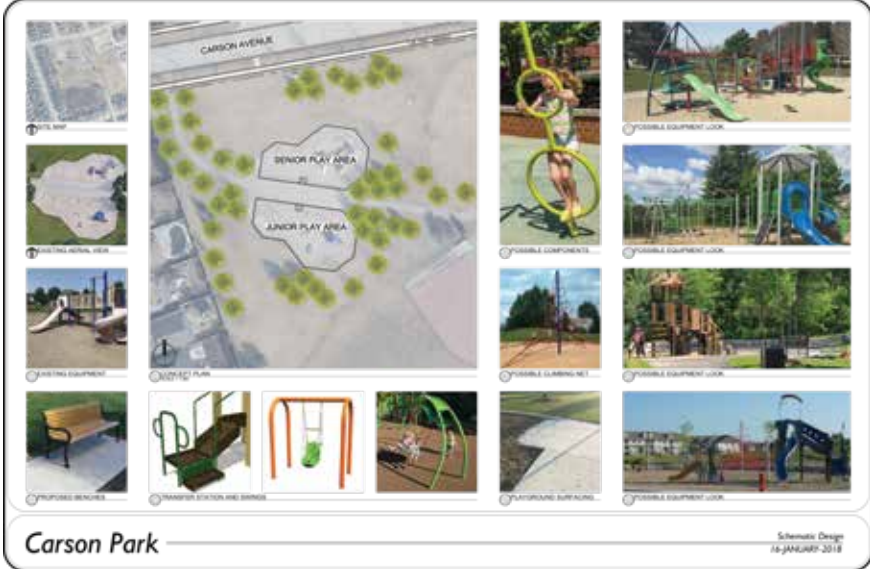 SITE MAP
EXISTING AERIAL VIEW
EXISTING EQUIPMENT
PROPOSED BENCHES
CARSON AVENUE
SENIOR PLAY AREA
JUNIOR PLAY AREA
CONCEPT PLAN
TRANSFER STATION AND SWINGS
POSSIBLE COMPONENTS
POSSIBLE CLIMBING NET
PLAYGROUND SURFACING
POSSIBLE EQUIPMENT LOOK
POSSIBLE EQUIPMENT LOOK
POSSIBLE EQUIPMENT LOOK
POSSIBLE EQUIPMENT LOOK
Carson Park
Schematic Design
16-JANUARY-2018